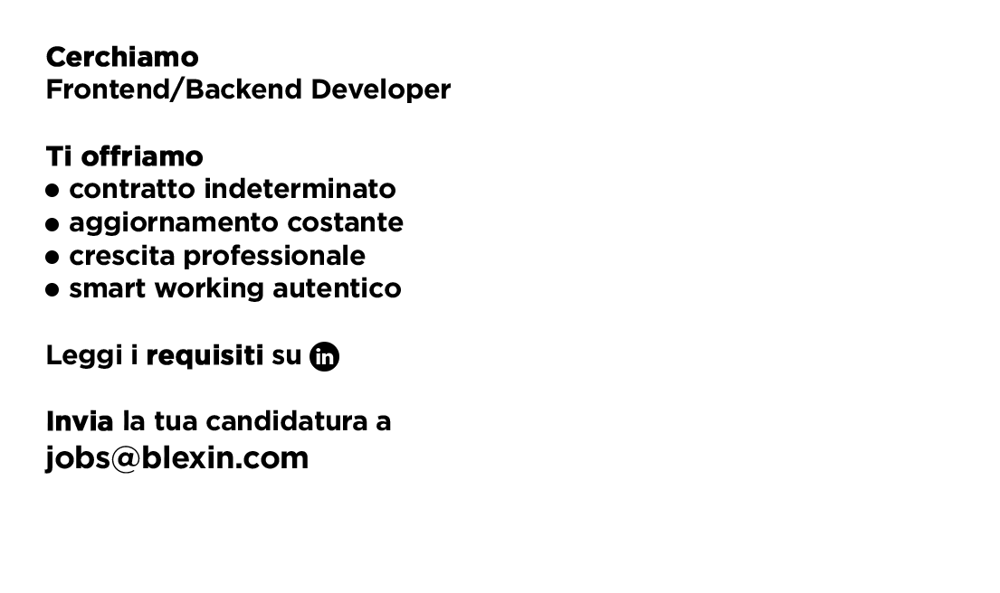 Cerchiamo
Frontend/Backend Developer
Ti offriamo
• contratto indeterminato
• aggiornamento costante
• crescita professionale
• smart working autentico
Leggi i requisiti su in
Invia la tua candidatura a
jobs@blexin.com